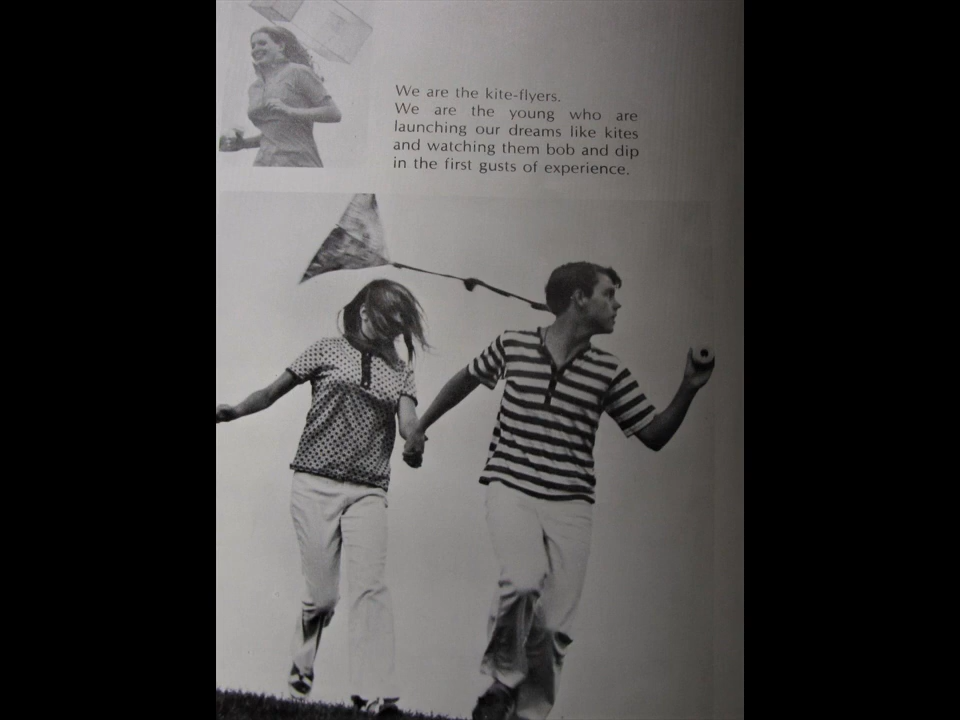 We are the kite-flyers.
We are the young who are
launching our dreams like kites
and watching them bob and dip
in the first gusts of experience.